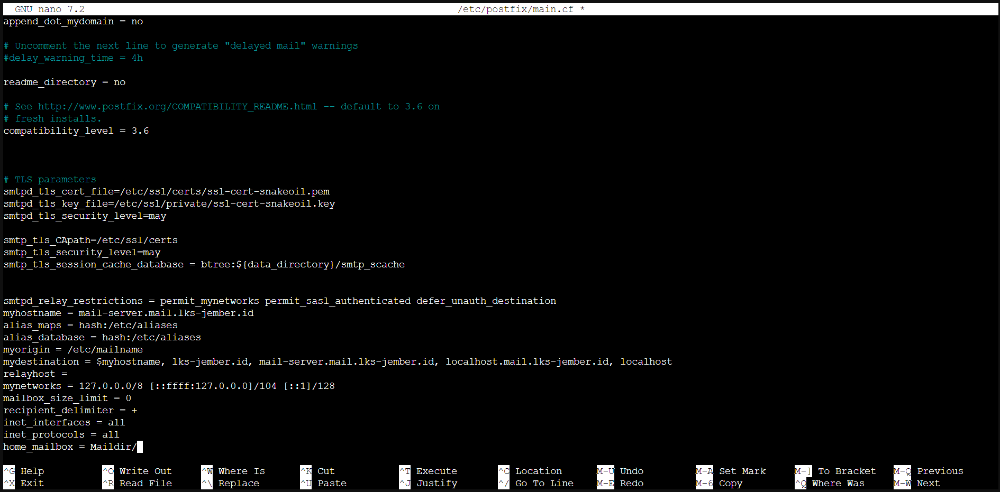 GNU nano 7.2 /etc/postfix/main.cf *
append_dot_mydomain = no
# Uncomment the next line to generate "delayed mail" warnings
#delay_warning_time = 4h
readme_directory = no
# See http://www.postfix.org/COMPATIBILITY_README.html -- default to 3.6 on
# fresh installs.
compatibility_level = 3.6
# TLS parameters
smtpd_tls_cert_file=/etc/ssl/certs/ssl-cert-snakeoil.pem
smtpd_tls_key_file=/etc/ssl/private/ssl-cert-snakeoil.key
smtpd_tls_security_level=may
smtp_tls_CApath=/etc/ssl/certs
smtp_tls_security_level=may
smtp_tls_session_cache_database = btree:${data_directory}/smtp_scache
smtpd_relay_restrictions = permit_mynetworks permit_sasl_authenticated defer_unauth_destination
myhostname = mail-server.mail.lks-jember.id
alias_maps = hash:/etc/aliases
alias_database = hash:/etc/aliases
myorigin = /etc/mailname
mydestination = $myhostname, lks-jember.id, mail-server.mail.lks-jember.id, localhost.mail.lks-jember.id, localhost
relayhost =
mynetworks = 127.0.0.0/8 [::ffff:127.0.0.0]/104 [::1]/128
mailbox_size_limit = 0
recipient_delimiter = +
inet_interfaces = all
inet_protocols = all
home_mailbox = Maildir/
^G Help ^O Write Out ^W Where Is ^K Cut ^T Execute ^C Location M-U Undo M-A Set Mark M-] To Bracket M-Q Previous
^X Exit ^R Read File ^\ Replace ^U Paste ^J Justify ^/ Go To Line M-E Redo M-6 Copy ^Q Where Was M-W Next